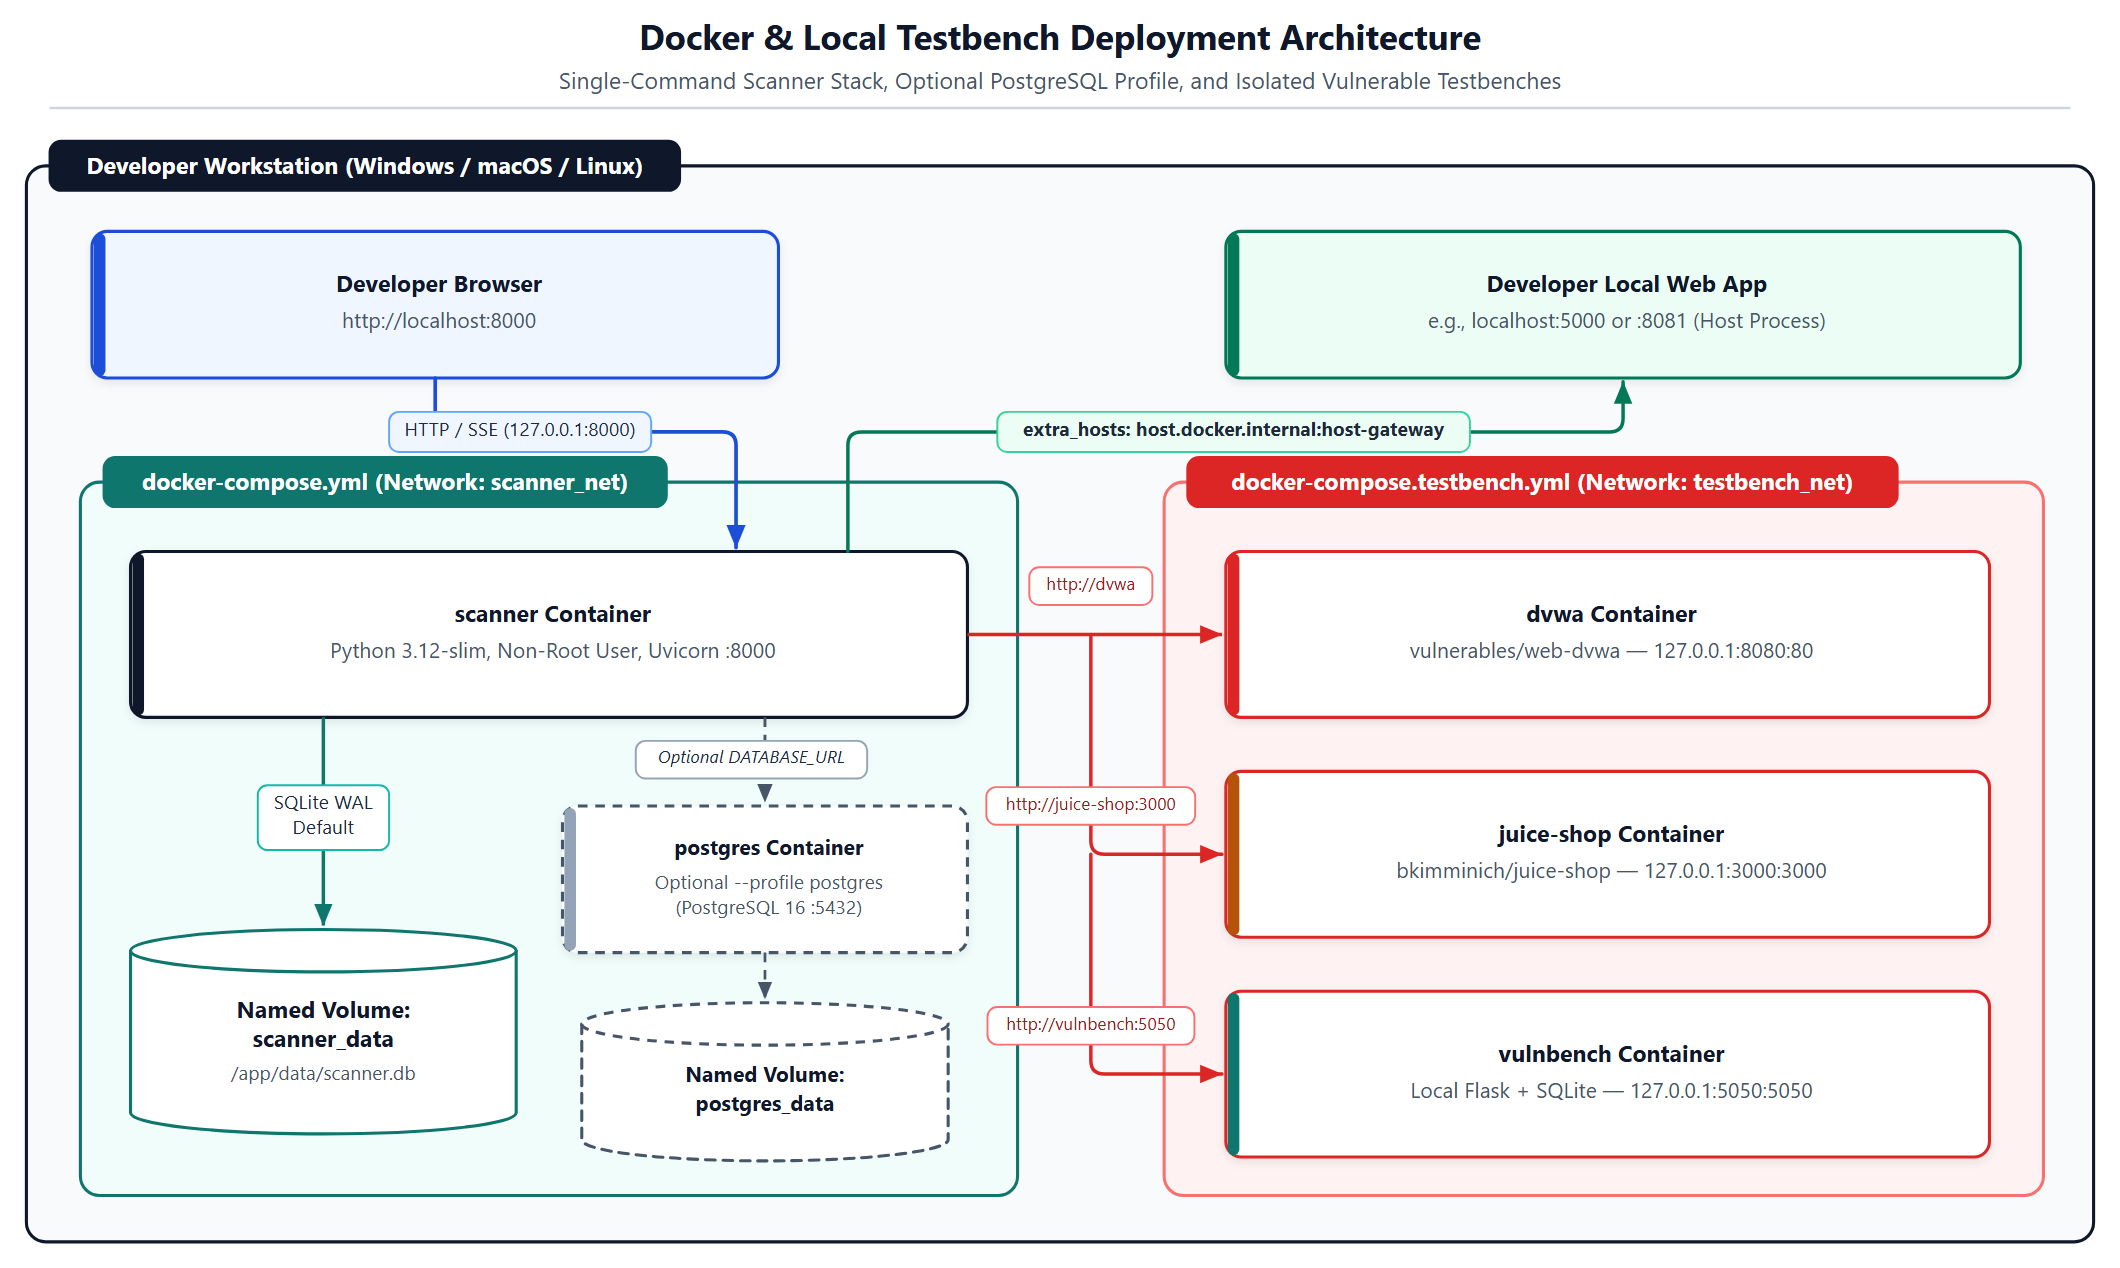 Docker & Local Testbench Deployment Architecture
Single-Command Scanner Stack, Optional PostgreSQL Profile, and Isolated Vulnerable Testbenches
Developer Workstation (Windows / macOS / Linux)
Developer Browser
http://localhost:8000
Developer Local Web App
e.g., localhost:5000 or :8081 (Host Process)
HTTP / SSE (127.0.0.1:8000)
extra_hosts: host.docker.internal:host-gateway
docker-compose.yml (Network: scanner_net)
docker-compose.testbench.yml (Network: testbench_net)
scanner Container
Python 3.12-slim, Non-Root User, Uvicorn :8000
http://dvwa
dvwa Container
vulnerables/web-dvwa — 127.0.0.1:8080:80
Optional DATABASE_URL
SQLite WAL
Default
http://juice-shop:3000
juice-shop Container
bkimminich/juice-shop — 127.0.0.1:3000:3000
postgres Container
Optional --profile postgres
(PostgreSQL 16 :5432)
Named Volume:
scanner_data
/app/data/scanner.db
Named Volume:
postgres_data
http://vulnbench:5050
vulnbench Container
Local Flask + SQLite — 127.0.0.1:5050:5050